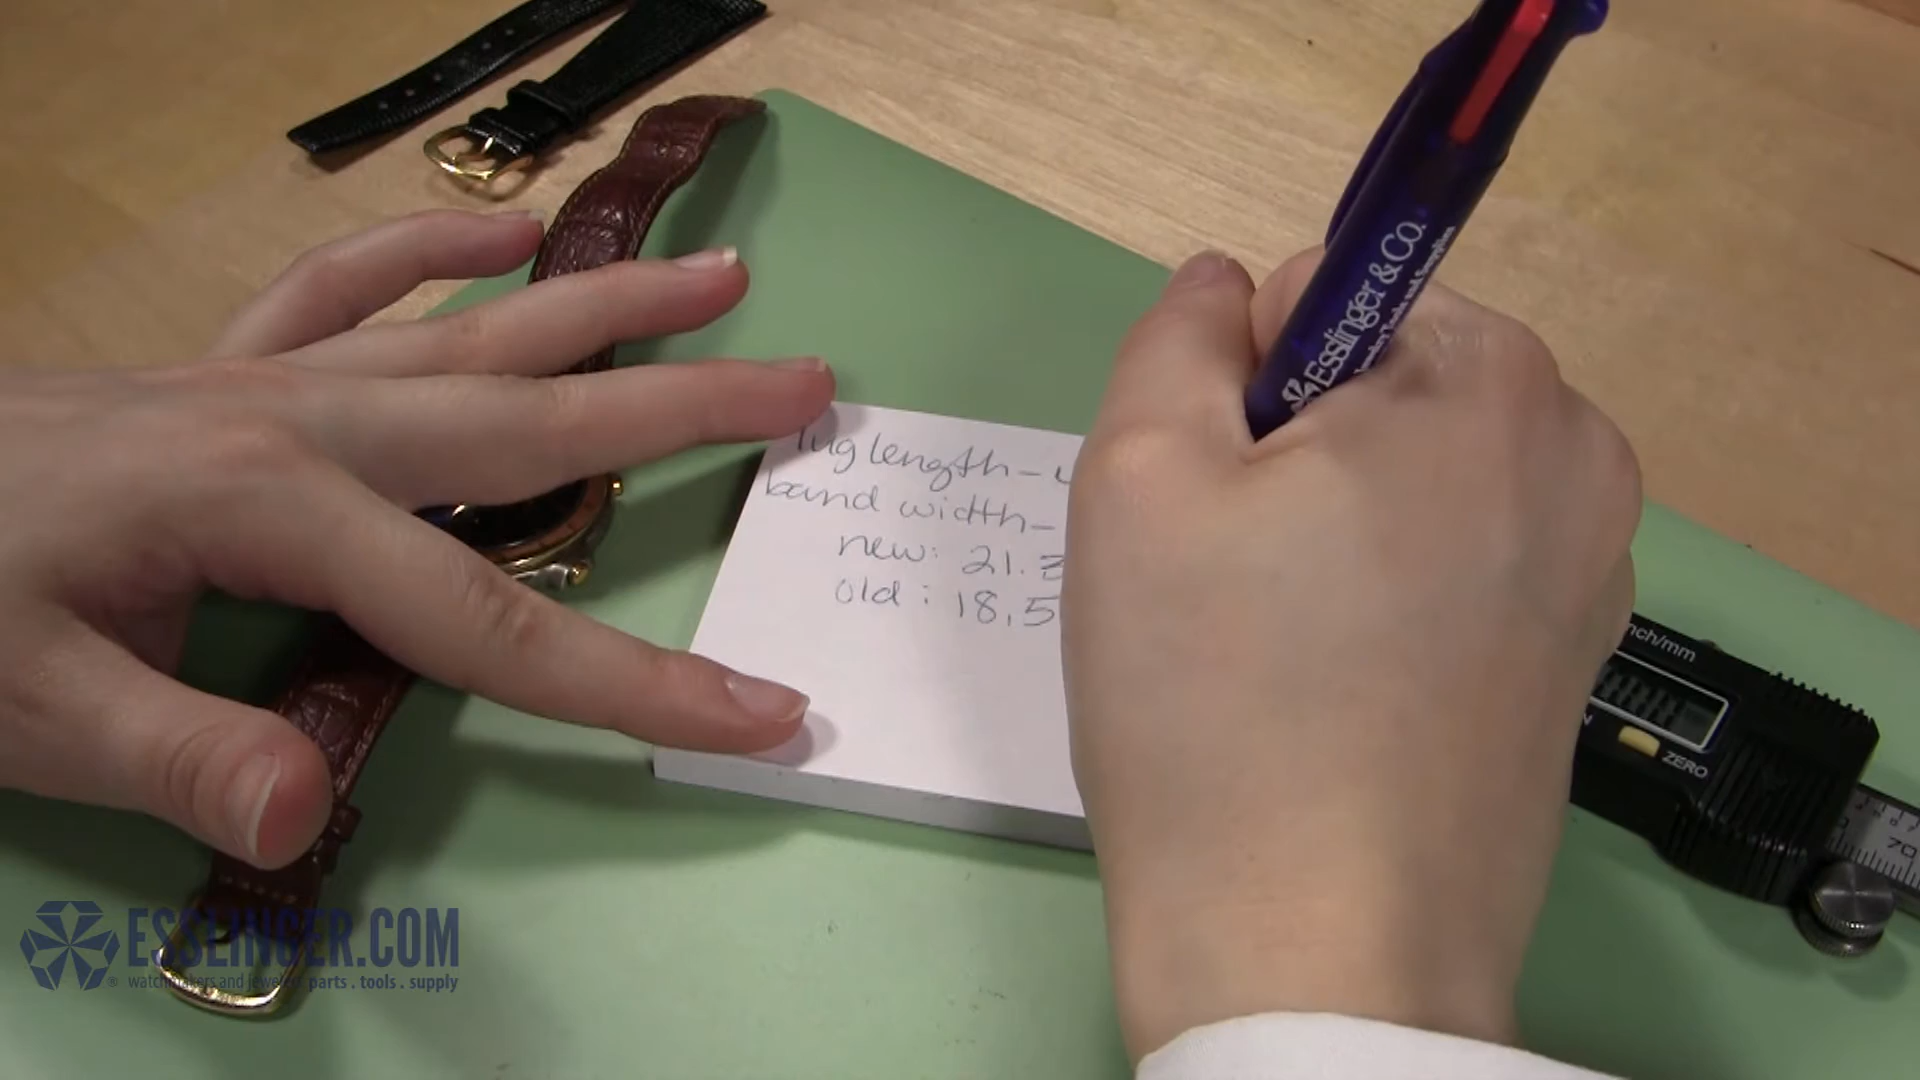 lug length-
band width-
new: 21.3
old: 18.5
Esslinger & Co.
inch/mm
ZERO
70
ESSLINGER.COM
watchmakers and jewelers parts . tools . supply